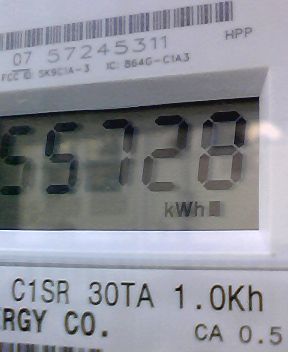 07 57245311
HPP
FCC ID SK9C1A-3 IC: 864G-C1A3
55728
kWh
C1SR 30TA 1.0Kh
RGY CO.
CA 0.5